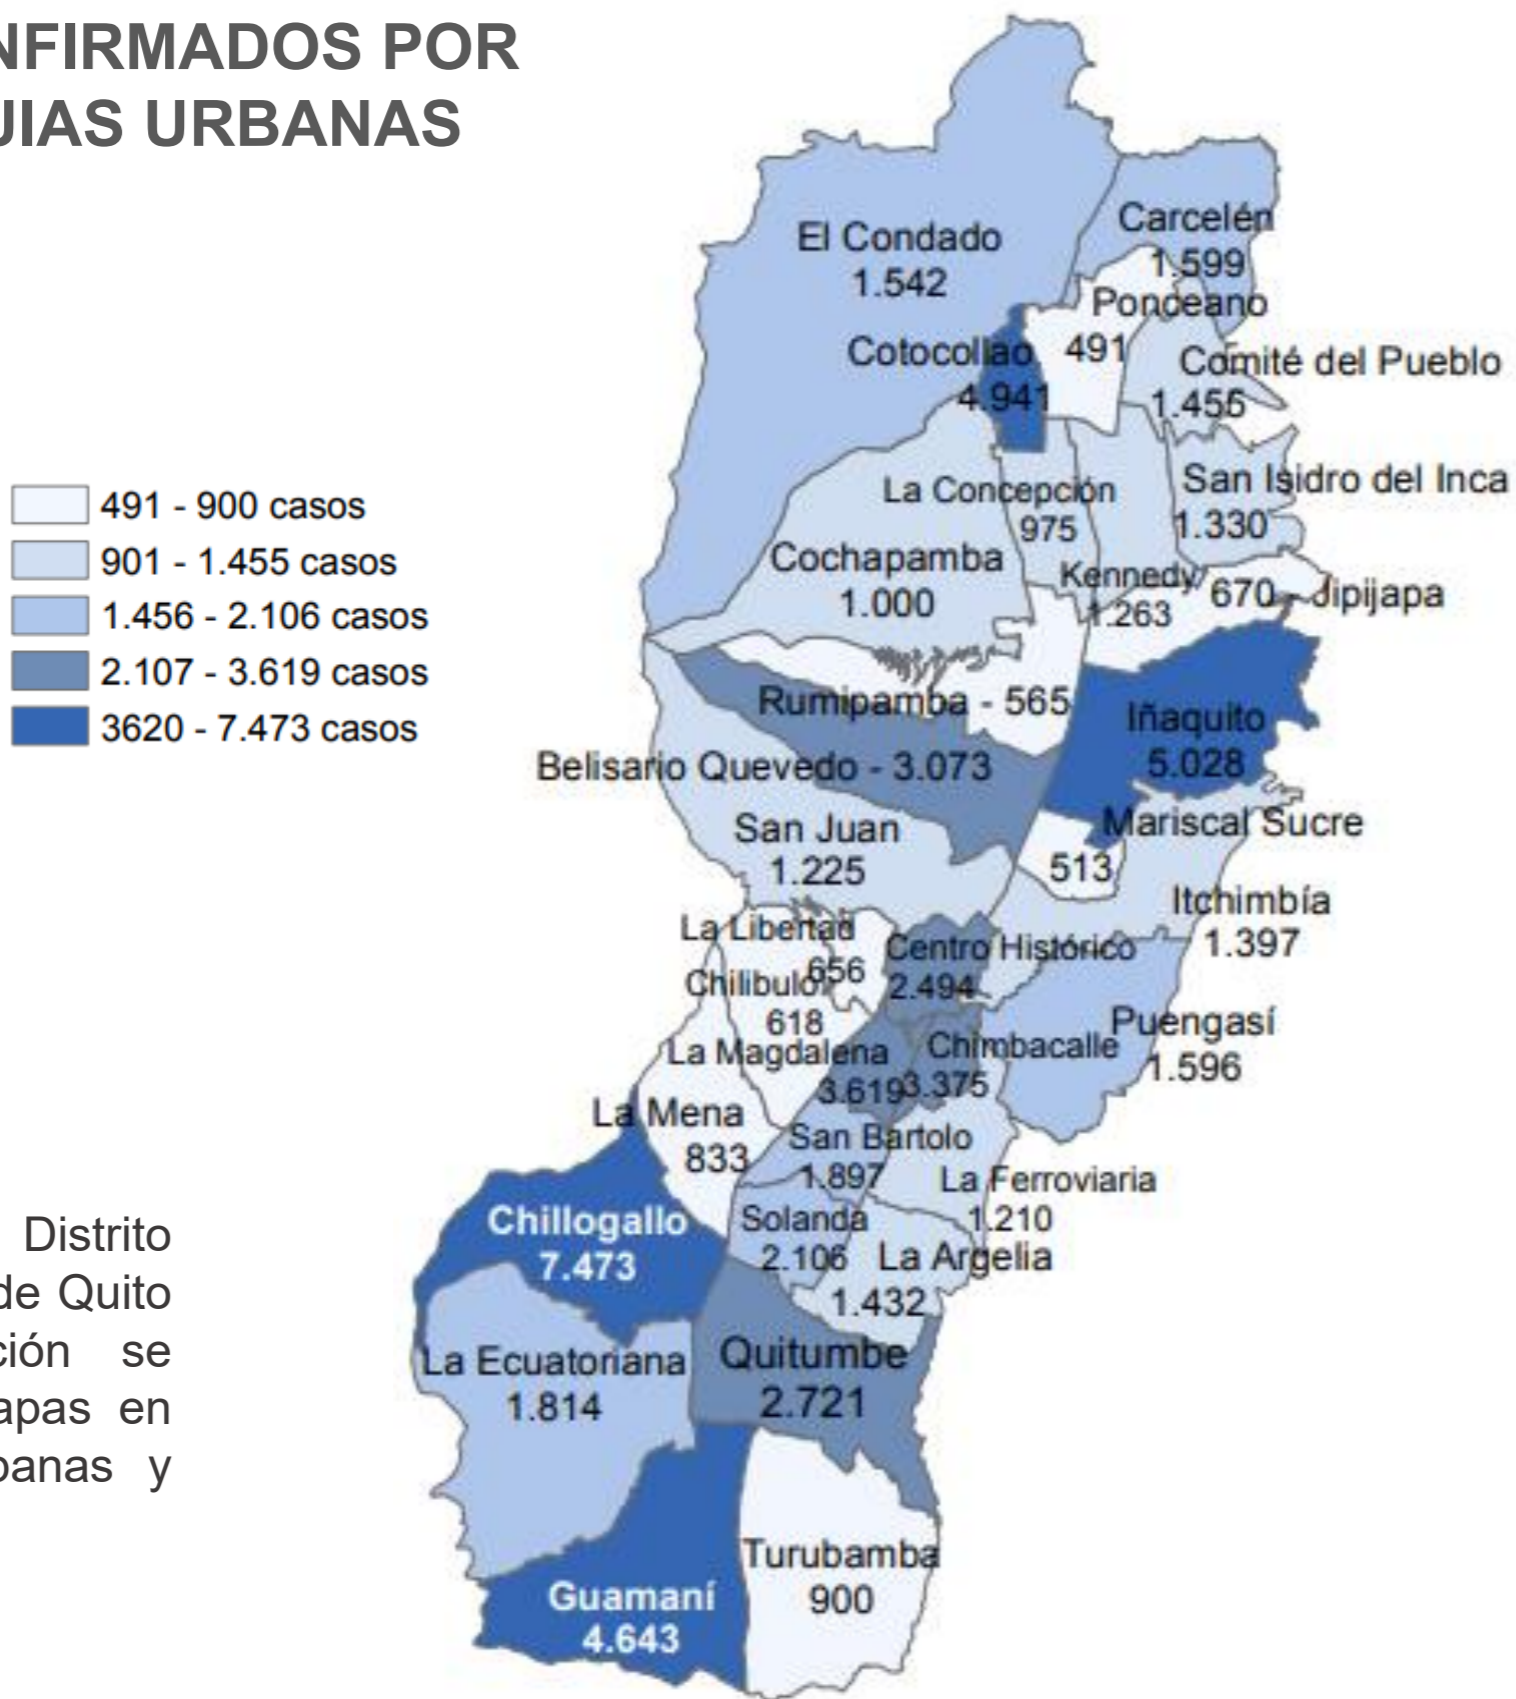 NFIRMADOS POR
UIAS URBANAS
491 - 900 casos
901 - 1.455 casos
1.456 - 2.106 casos
2.107 - 3.619 casos
3620 - 7.473 casos
Distrito
de Quito
ción se
apas en
banas y
El Condado
1.542
Carcelén
1.599
Ponceano
491
Cotocollao
4.941
Comité del Pueblo
1.455
La Concepción
975
San Isidro del Inca
1.330
Cochapamba
1.000
Kennedy
1.263
670 - Jipijapa
Rumipamba - 565
Iñaquito
5.028
Belisario Quevedo - 3.073
San Juan
1.225
Mariscal Sucre
513
Itchimbía
1.397
La Libertad
656
Centro Histórico
2.494
Chilibulo
618
Puengasí
1.596
La Magdalena
3.619
Chimbacalle
3.375
La Mena
833
San Bartolo
1.897
La Ferroviaria
1.210
Chillogallo
7.473
Solanda
2.106
La Argelia
1.432
La Ecuatoriana
1.814
Quitumbe
2.721
Turubamba
900
Guamaní
4.643